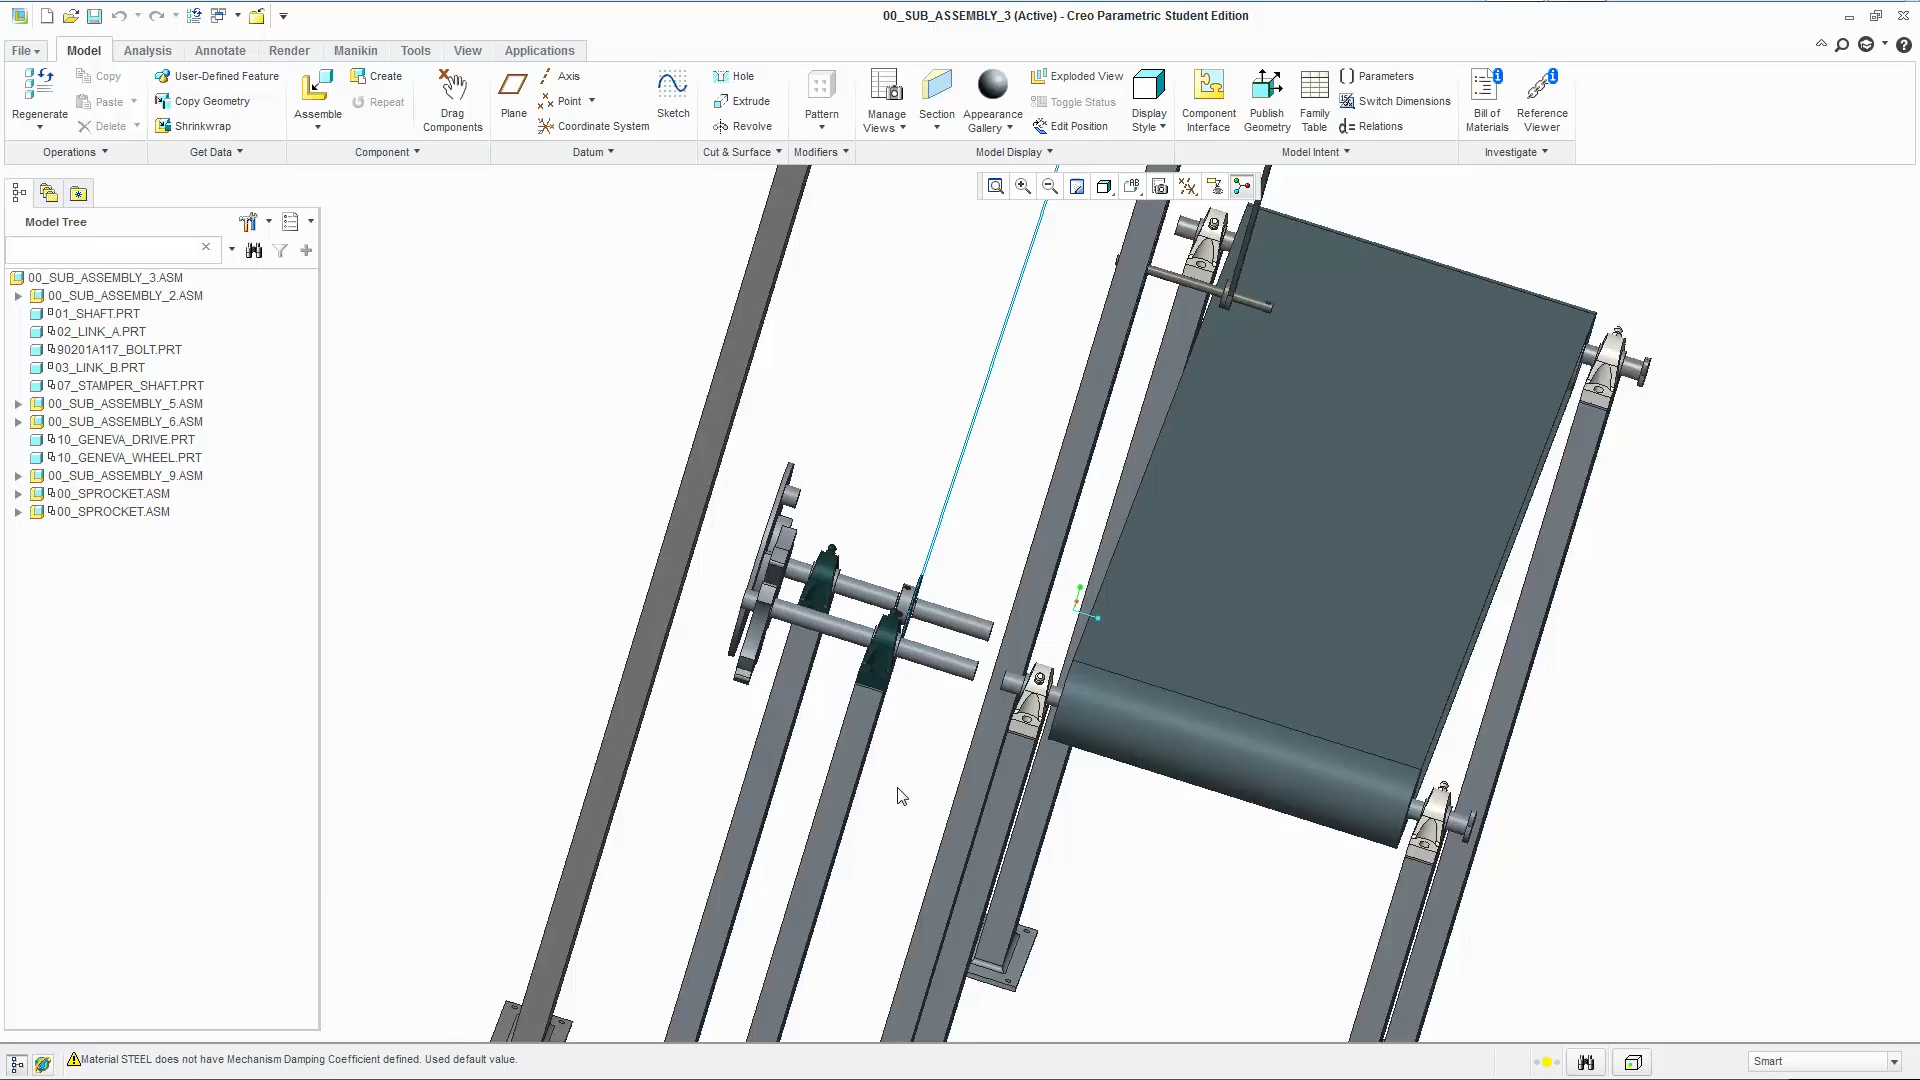 00_SUB_ASSEMBLY_3 (Active) - Creo Parametric Student Edition
File Model Analysis Annotate Render Manikin Tools View Applications
Regenerate
Copy
Paste
Delete
Operations
User-Defined Feature
Copy Geometry
Shrinkwrap
Get Data
Assemble
Create
Repeat
Drag
Components
Component
Plane
Axis
Point
Coordinate System
Sketch
Datum
Hole
Extrude
Revolve
Cut & Surface
Pattern
Modifiers
Manage
Views
Section
Appearance
Gallery
Exploded View
Toggle Status
Edit Position
Display
Style
Model Display
Component
Interface
Publish
Geometry
Family
Table
Parameters
Switch Dimensions
Relations
Model Intent
Bill of
Materials
Reference
Viewer
Investigate
Model Tree
00_SUB_ASSEMBLY_3.ASM
00_SUB_ASSEMBLY_2.ASM
01_SHAFT.PRT
02_LINK_A.PRT
90201A117_BOLT.PRT
03_LINK_B.PRT
07_STAMPER_SHAFT.PRT
00_SUB_ASSEMBLY_5.ASM
00_SUB_ASSEMBLY_6.ASM
10_GENEVA_DRIVE.PRT
10_GENEVA_WHEEL.PRT
00_SUB_ASSEMBLY_9.ASM
00_SPROCKET.ASM
00_SPROCKET.ASM
Material STEEL does not have Mechanism Damping Coefficient defined. Used default value.
Smart